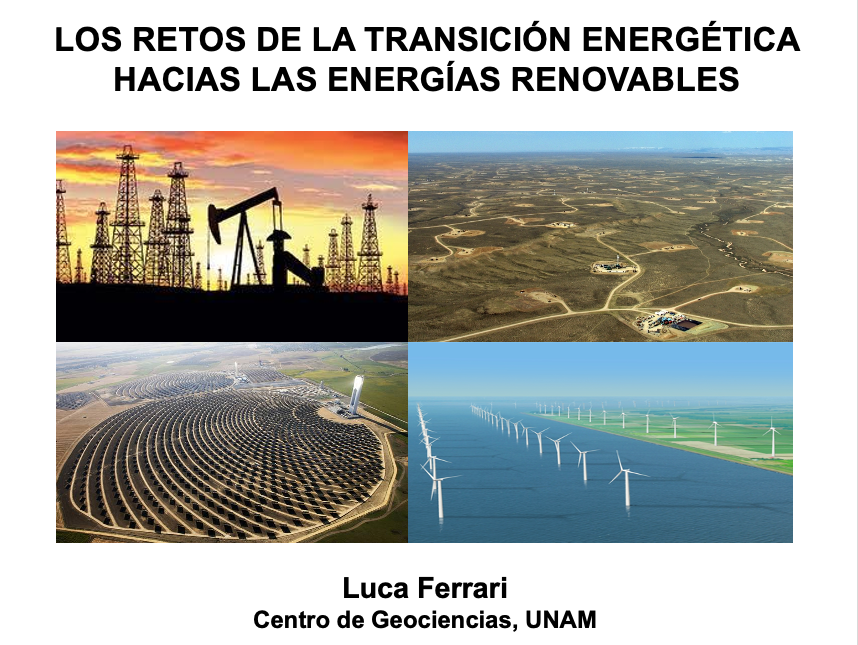 LOS RETOS DE LA TRANSICIÓN ENERGÉTICA
HACIAS LAS ENERGÍAS RENOVABLES
Luca Ferrari
Centro de Geociencias, UNAM